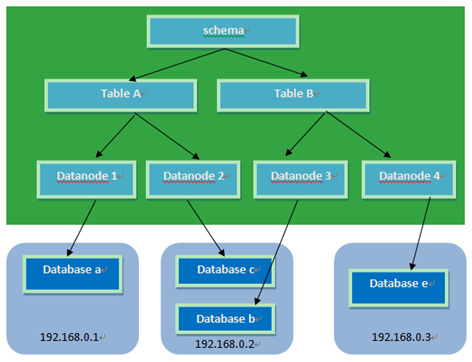 schema
Table A
Table B
Datanode 1
Datanode 2
Datanode 3
Datanode 4
Database a
Database c
Database e
Database b
192.168.0.1
192.168.0.2
192.168.0.3